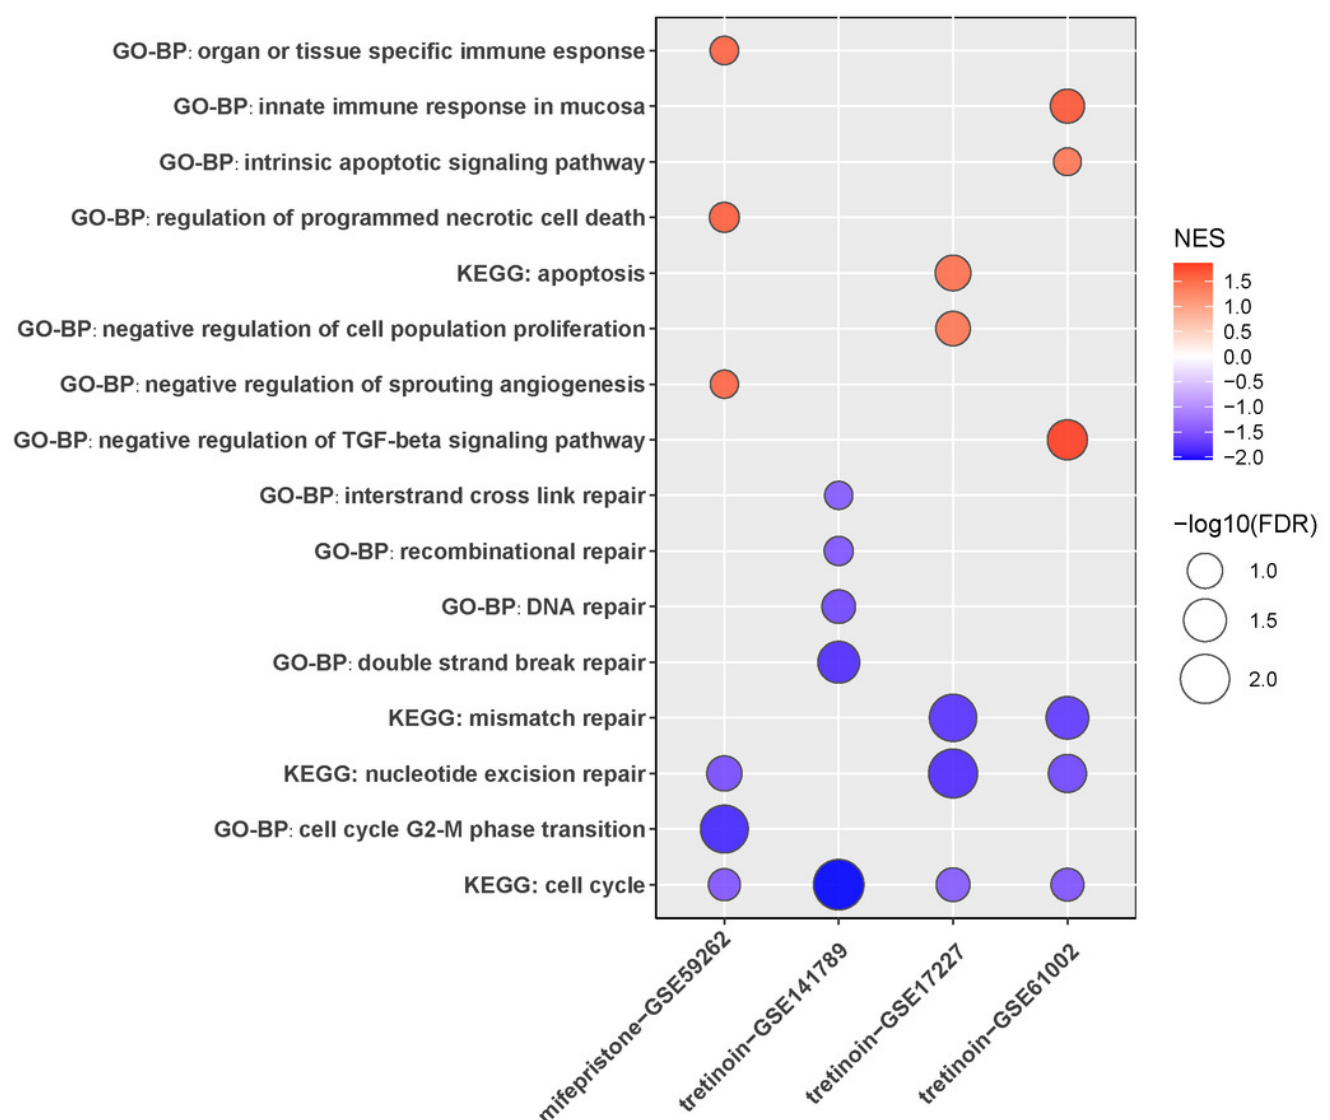 GO-BP: organ or tissue specific immune esponse
GO-BP: innate immune response in mucosa
GO-BP: intrinsic apoptotic signaling pathway
GO-BP: regulation of programmed necrotic cell death
KEGG: apoptosis
GO-BP: negative regulation of cell population proliferation
GO-BP: negative regulation of sprouting angiogenesis
GO-BP: negative regulation of TGF-beta signaling pathway
GO-BP: interstrand cross link repair
GO-BP: recombinational repair
GO-BP: DNA repair
GO-BP: double strand break repair
KEGG: mismatch repair
KEGG: nucleotide excision repair
GO-BP: cell cycle G2-M phase transition
KEGG: cell cycle
mifepristone−GSE59262
tretinoin−GSE141789
tretinoin−GSE17227
tretinoin−GSE61002
NES
1.5
1.0
0.5
0.0
−0.5
−1.0
−1.5
−2.0
−log10(FDR)
1.0
1.5
2.0